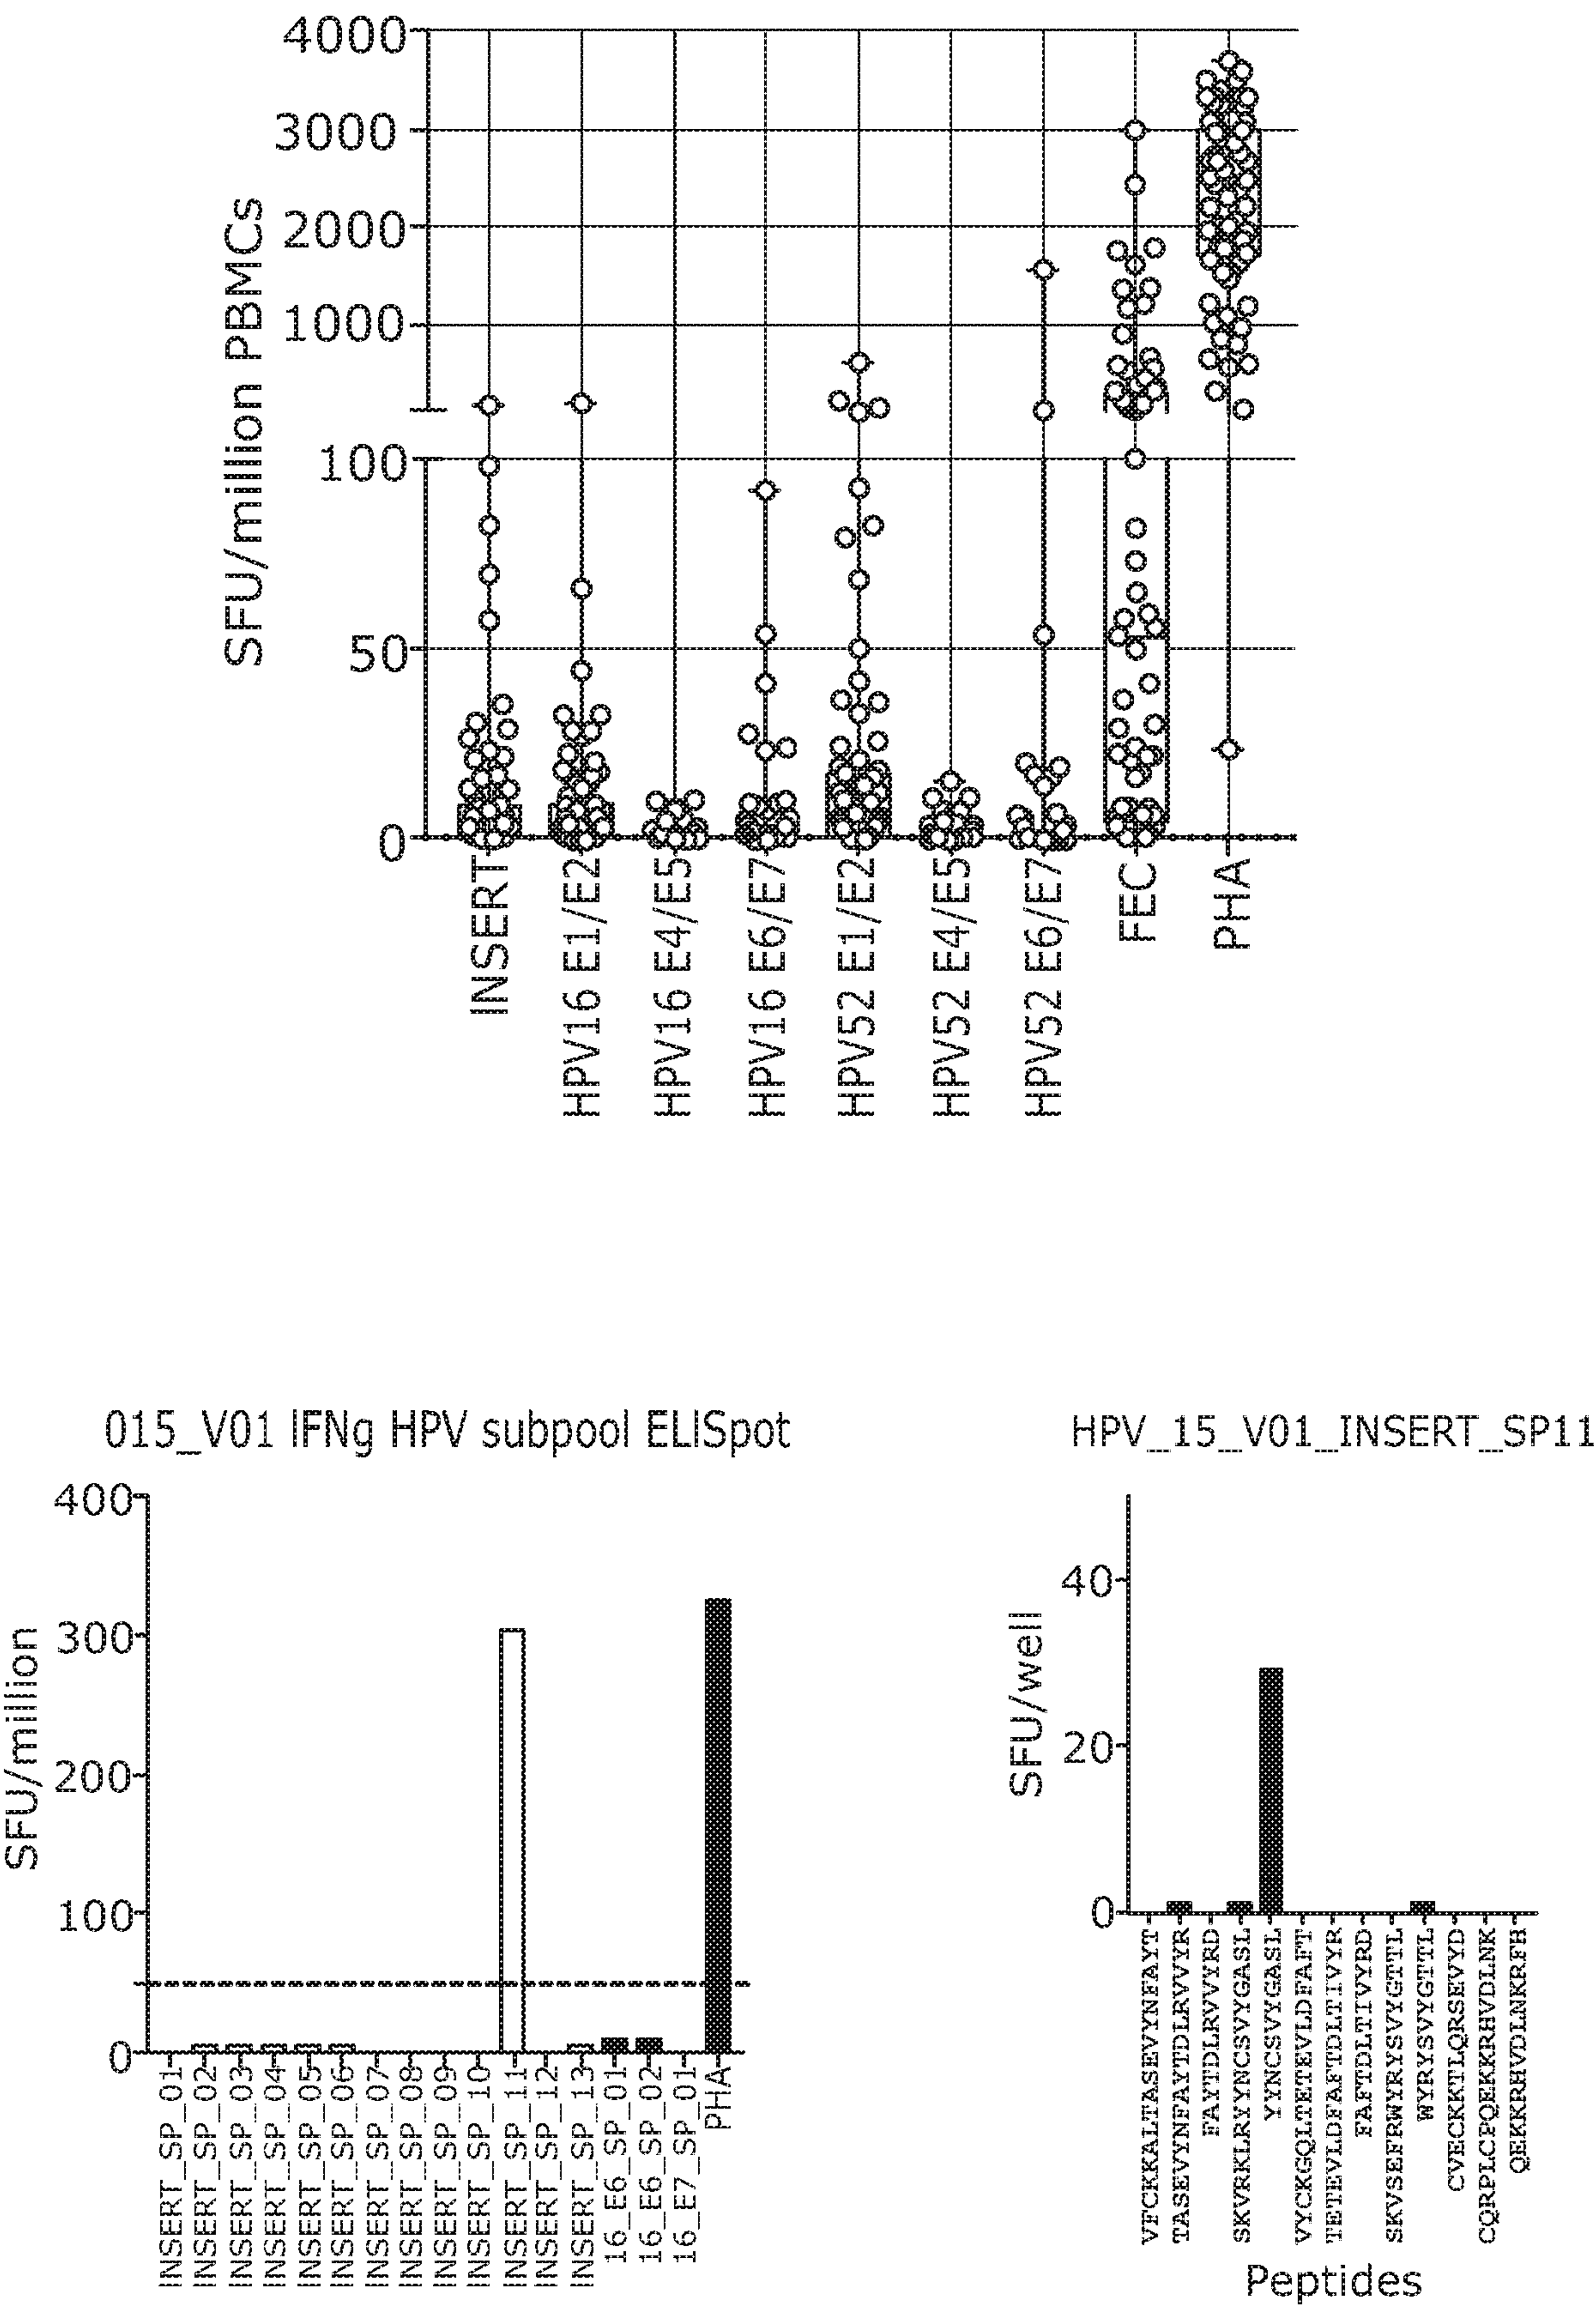 4000
3000
2000
1000
100
50
0
SFU/million PBMCs
INSERT
HPV16 E1/E2
HPV16 E4/E5
HPV16 E6/E7
HPV52 E1/E2
HPV52 E4/E5
HPV52 E6/E7
FEC
PHA
015_V01 IFNg HPV subpool ELISpot
400
300
200
100
0
SFU/million
INSERT_SP_01
INSERT_SP_02
INSERT_SP_03
INSERT_SP_04
INSERT_SP_05
INSERT_SP_06
INSERT_SP_07
INSERT_SP_08
INSERT_SP_09
INSERT_SP_10
INSERT_SP_11
INSERT_SP_12
INSERT_SP_13
16_E6_SP_01
16_E6_SP_02
16_E7_SP_01
PHA
HPV_15_V01_INSERT_SP11
40
20
0
SFU/well
VFCKKALTASEVYNFAYT
TASEVYNFAYTDLRVVYR
FAYTDLRVVYRD
SKVRKLRYYNCSVYGASL
YYNCSVYGASL
VYCKGQLTETEVLDFAFT
TETEVLDFAFTDLTIVYR
FAFTDLTIVYRD
SKVSEFRWYRYSVYGTTL
WYRYSVYGTTL
CVECKKTLQRSEVYD
CQRPLCPQEKKRHVDLNK
QEKKRHVDLNKRFH
Peptides